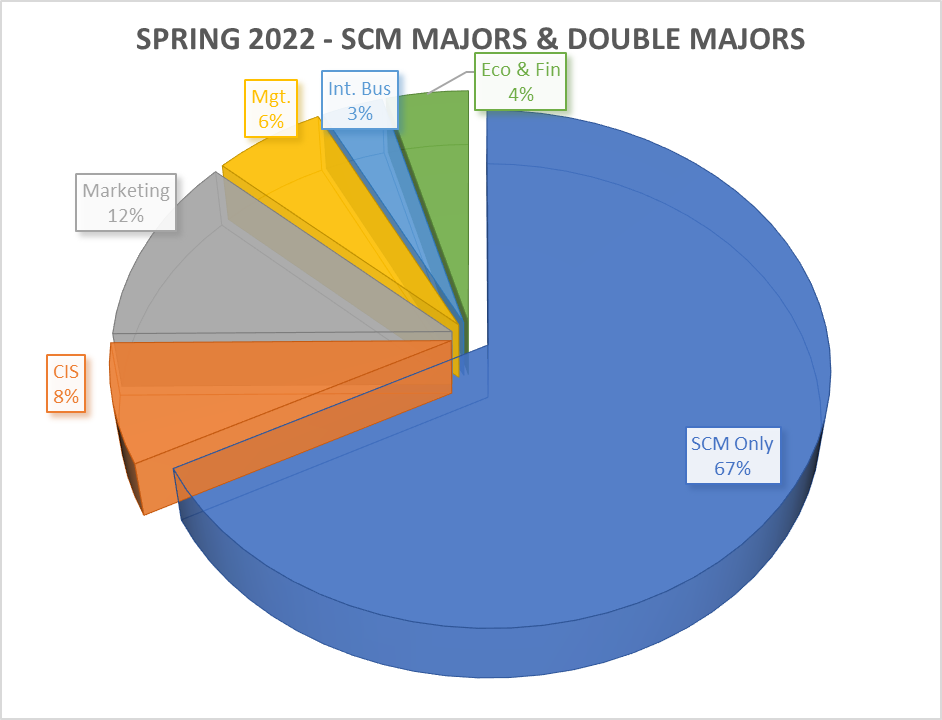 SPRING 2022 - SCM MAJORS & DOUBLE MAJORS
Eco & Fin
4%
Int. Bus
3%
Mgt.
6%
Marketing
12%
CIS
8%
SCM Only
67%